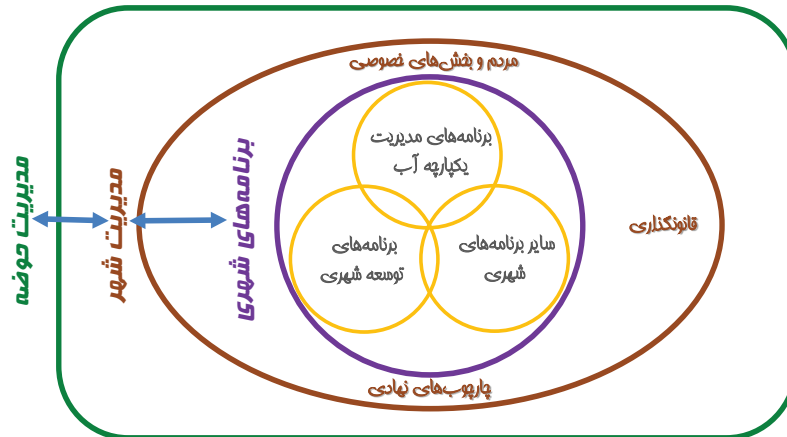 مردم و بخش‌های خصوصی
برنامه‌های مدیریت
یکپارچه آب
قانونگذاری
سایر برنامه‌های
شهری
برنامه‌های
توسعه شهری
چارچوب‌های نهادی
برنامه‌های شهری
مدیریت شهر
مدیریت حوضه